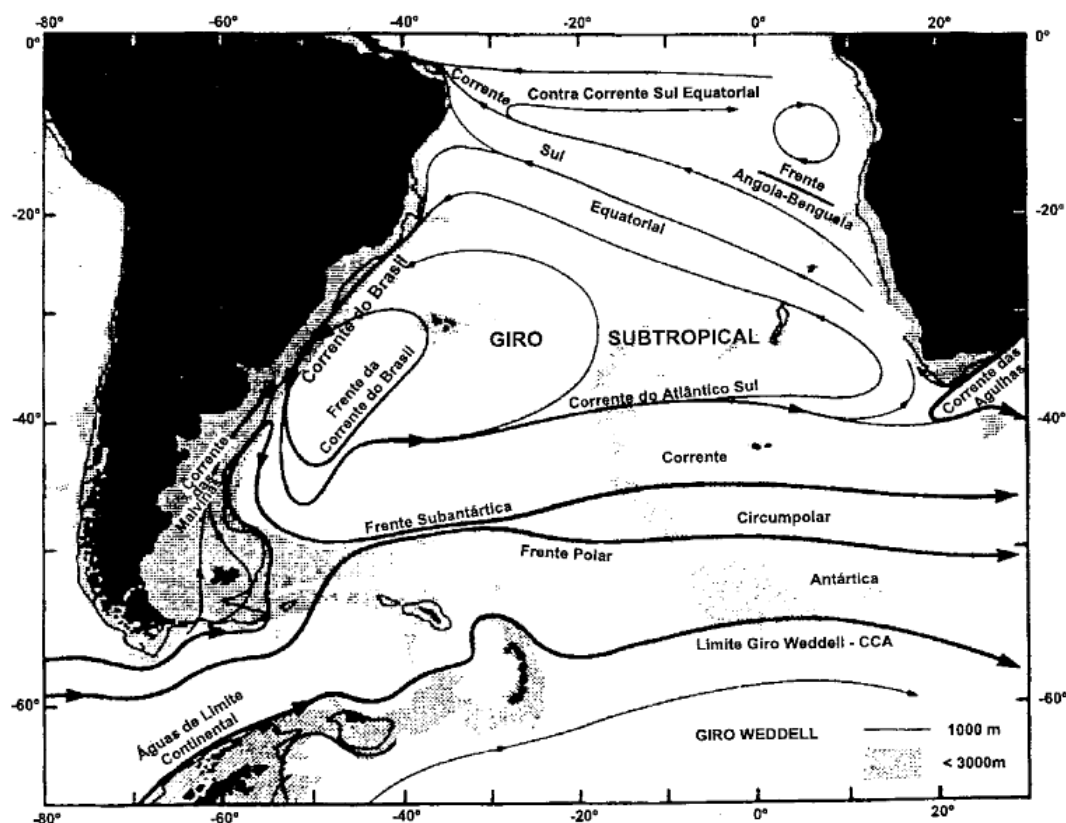 -80° -60° -40° -20° 0° 20°
0° 0°
Corrente
Contra Corrente Sul Equatorial
Sul
Frente
Angola-Benguela
-20° -20°
Equatorial
Corrente do Brasil
GIRO SUBTROPICAL
Frente da
Corrente do Brasil
Corrente do Atlântico Sul
Corrente das
Agulhas
-40° -40°
Corrente
das
Malvinas
Corrente
Frente Subantártica
Circumpolar
Frente Polar
Antártica
Limite Giro Weddell - CCA
-60° -60°
Águas de Limite
Continental
GIRO WEDDELL
1000 m
< 3000m
-80° -60° -40° -20° 0° 20°